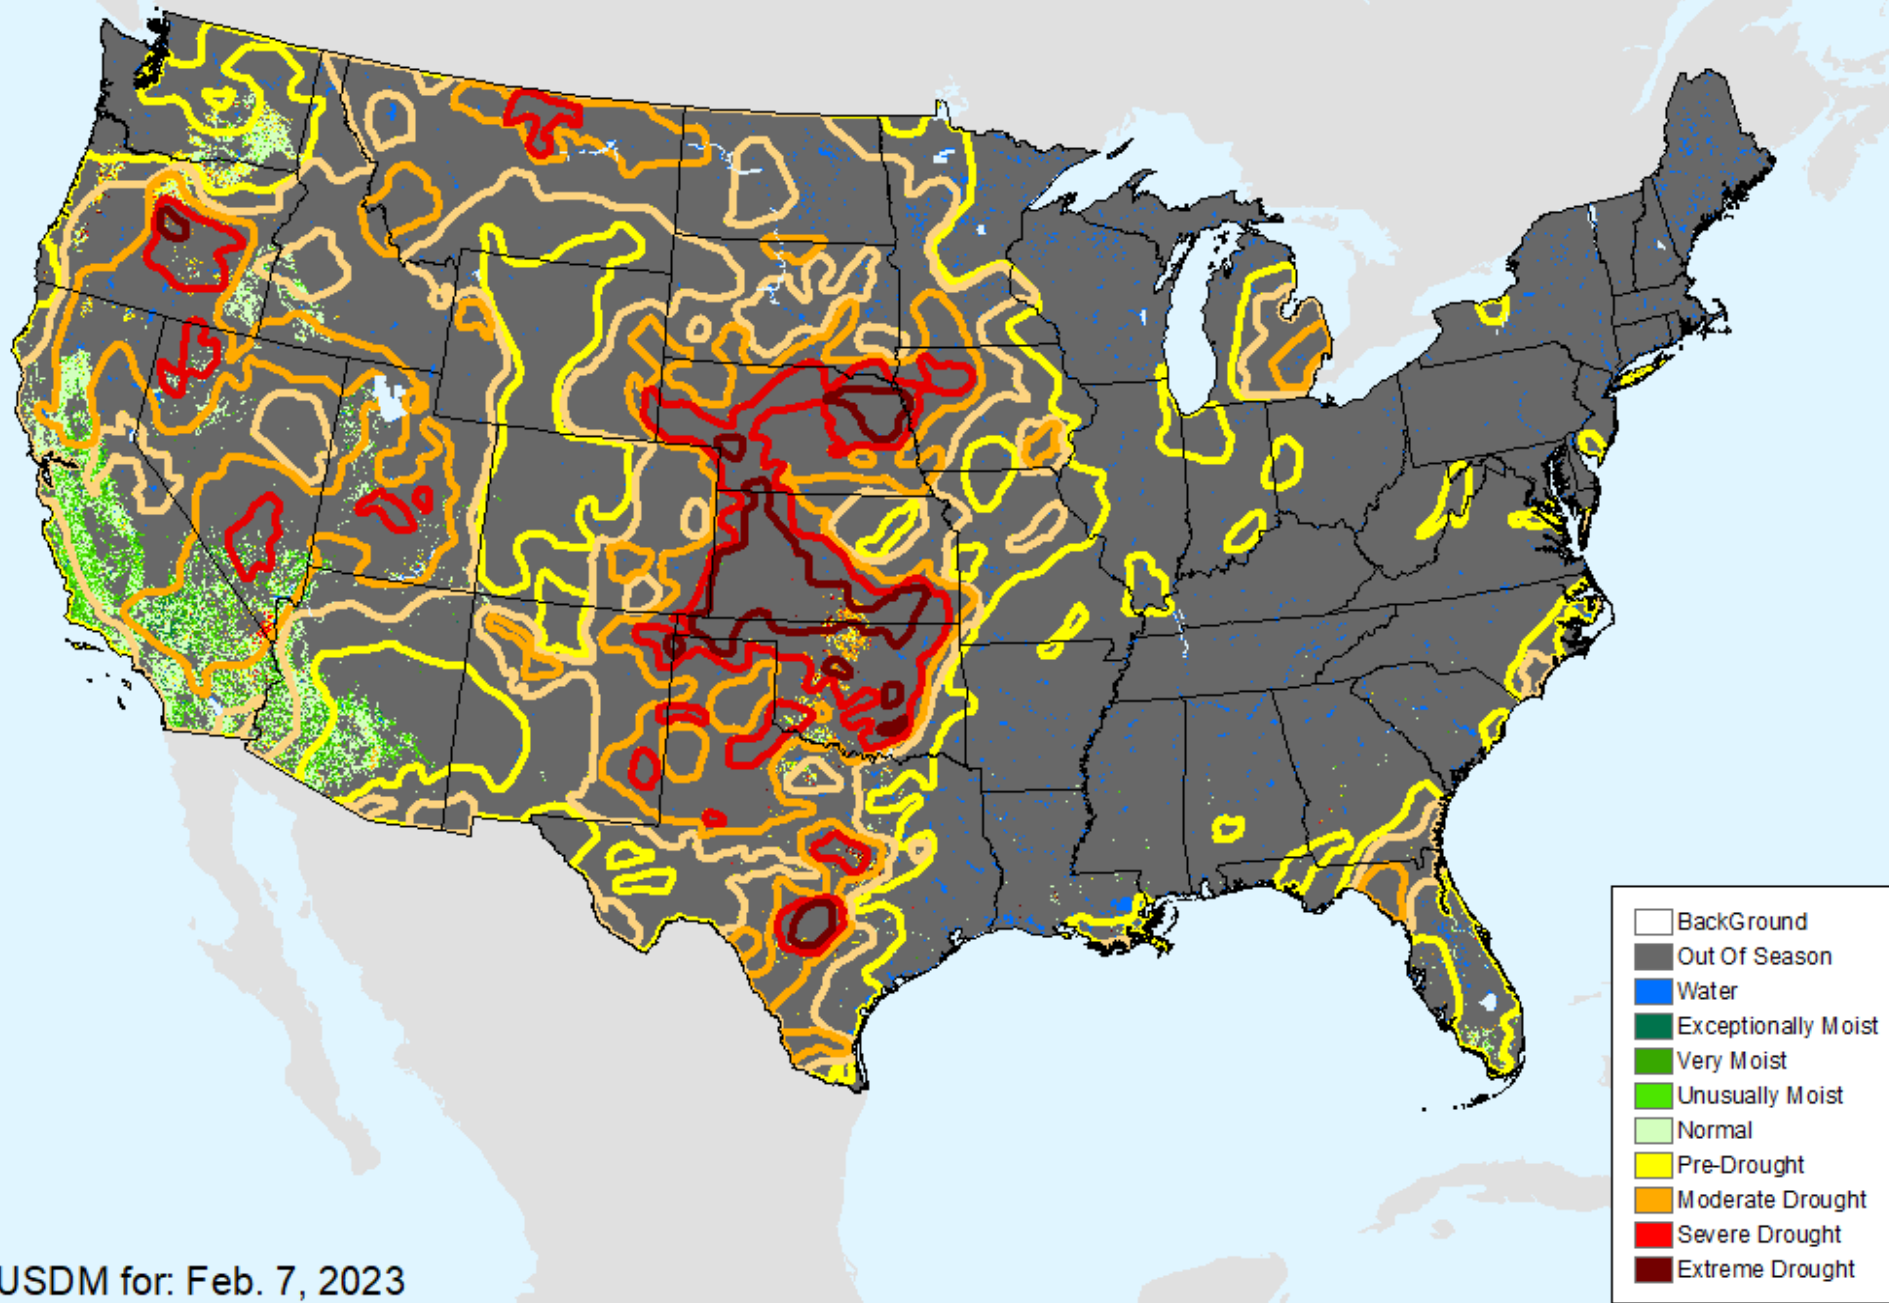 BackGround
Out Of Season
Water
Exceptionally Moist
Very Moist
Unusually Moist
Normal
Pre-Drought
Moderate Drought
Severe Drought
Extreme Drought
USDM for: Feb. 7, 2023